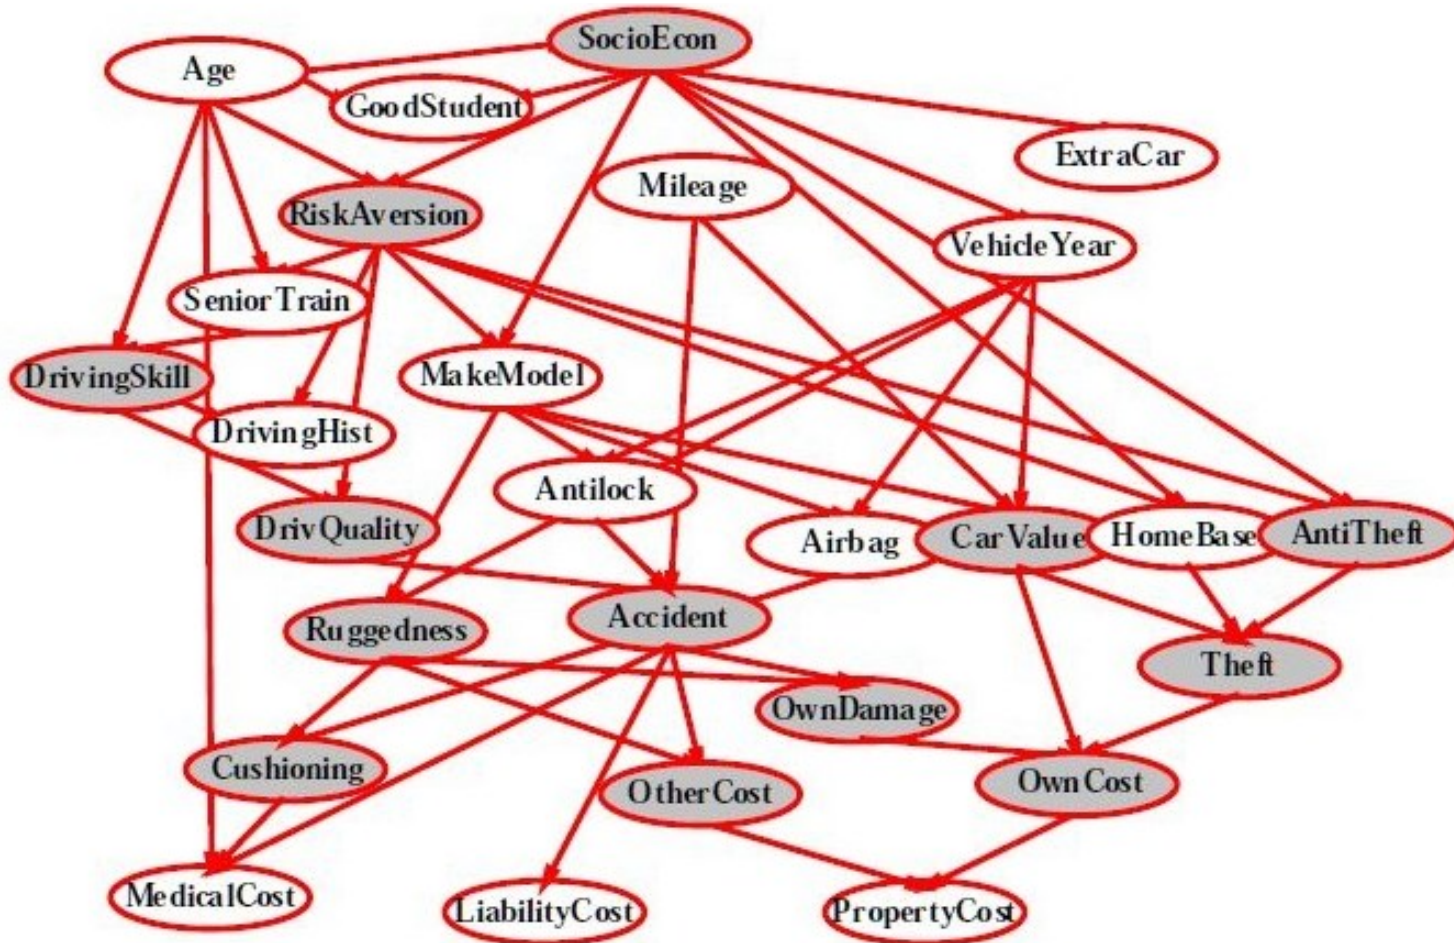 SocioEcon
Age
GoodStudent
ExtraCar
Mileage
RiskAversion
VehicleYear
SeniorTrain
DrivingSkill
MakeModel
DrivingHist
Antilock
DrivQuality
Airbag
CarValue
HomeBase
AntiTheft
Ruggedness
Accident
Theft
OwnDamage
Cushioning
OtherCost
OwnCost
MedicalCost
LiabilityCost
PropertyCost